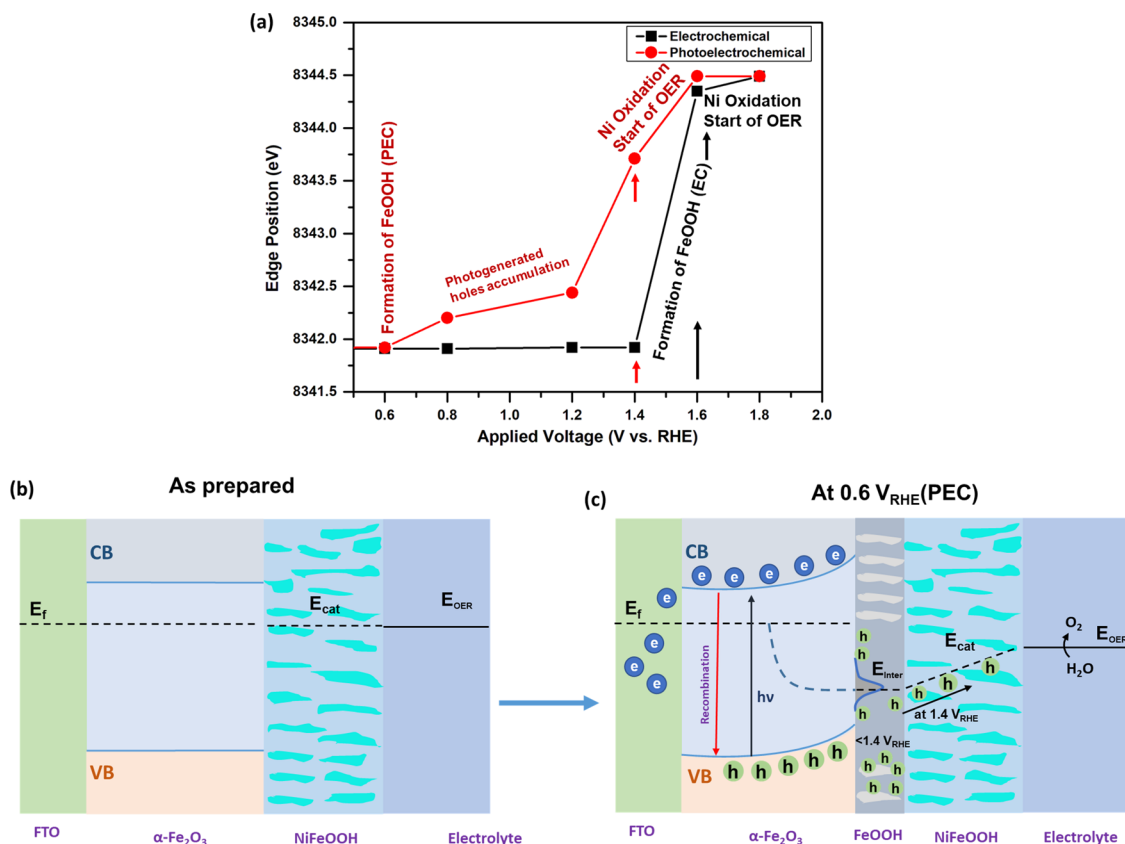 (a)
8345.0
8344.5
8344.0
8343.5
8343.0
8342.5
8342.0
8341.5
Edge Position (eV)
Electrochemical
Photoelectrochemical
Formation of FeOOH (PEC)
Photogenerated
holes accumulation
Ni Oxidation
Start of OER
Formation of FeOOH (EC)
Ni Oxidation
Start of OER
0.6 0.8 1.0 1.2 1.4 1.6 1.8 2.0
Applied Voltage (V vs. RHE)
(b)
As prepared
CB
E_f
E_cat
E_OER
VB
FTO α-Fe₂O₃ NiFeOOH Electrolyte
(c)
At 0.6 V_RHE(PEC)
CB
e e e e e
e
E_f
e
e
e
Recombination
hν
h
h
E_inter
E_cat
O₂
E_OER
H₂O
h
h
h
h
h
at 1.4 V_RHE
<1.4 V_RHE
VB
h h h h h
h
h
h
h
h
FTO α-Fe₂O₃ FeOOH NiFeOOH Electrolyte